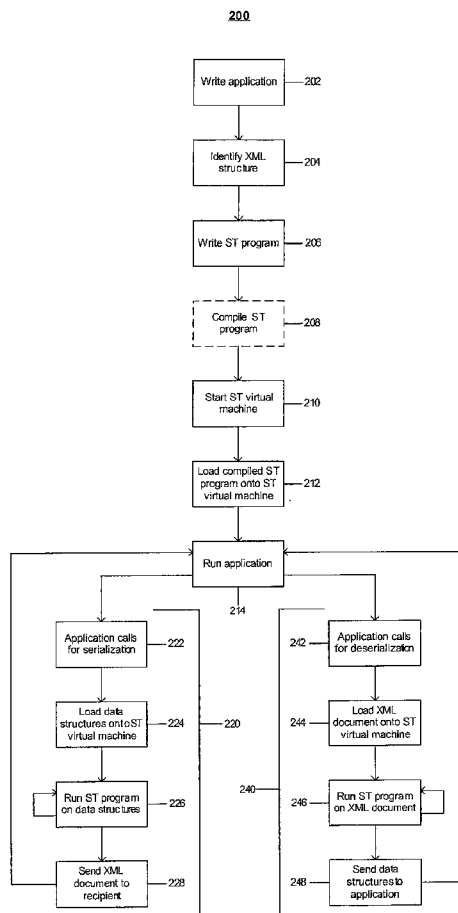 200
Write application
202
Identify XML
structure
204
Write ST program
206
Compile ST
program
208
Start ST virtual
machine
210
Load compiled ST
program onto ST
virtual machine
212
Run application
214
Application calls
for serialization
222
Load data
structures onto ST
virtual machine
224
220
Run ST program
on data structures
226
Send XML
document to
recipient
228
242
Application calls
for deserialization
244
Load XML
document onto ST
virtual machine
240
246
Run ST program
on XML document
248
Send data
structures to
application